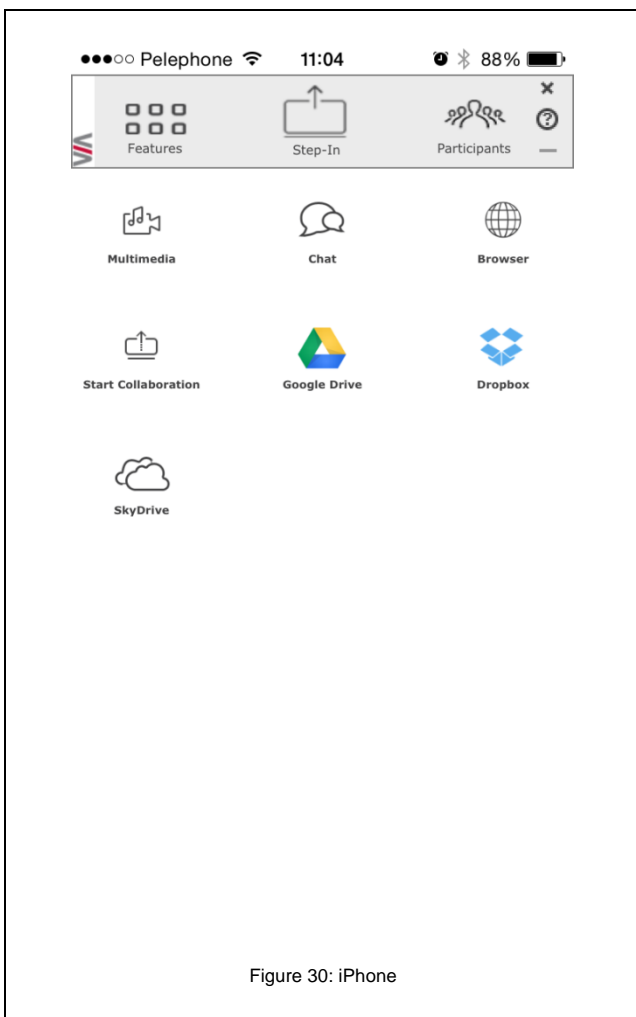 Pelephone 11:04 88%
Features Step-In Participants
Multimedia Chat Browser
Start Collaboration Google Drive Dropbox
SkyDrive
Figure 30: iPhone